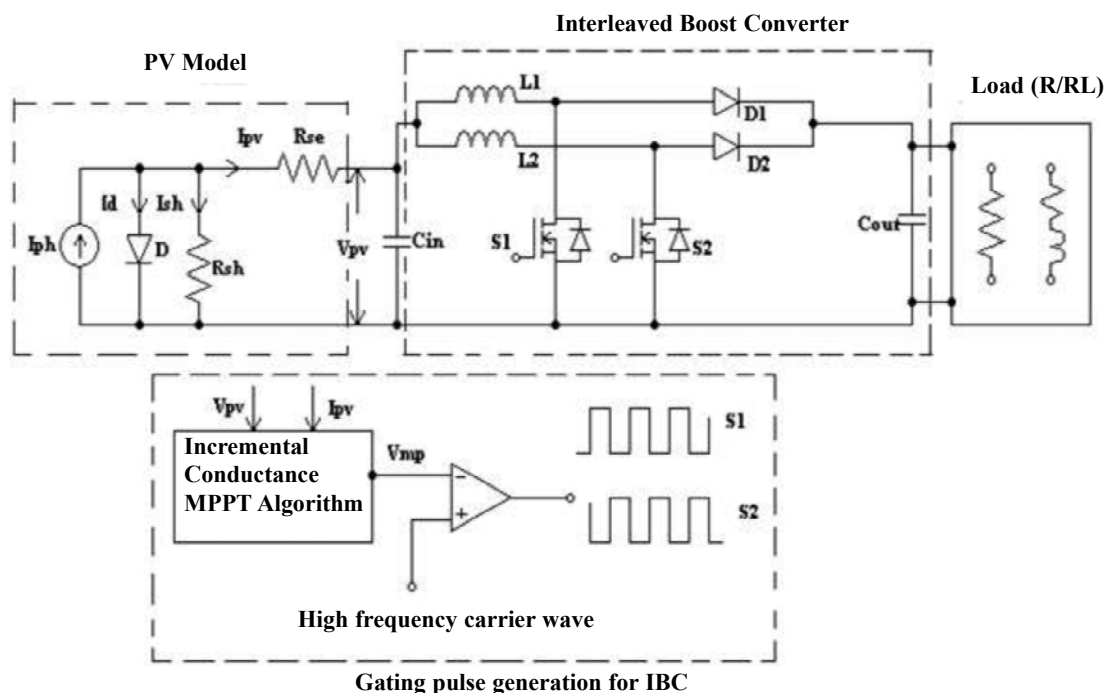 Interleaved Boost Converter
PV Model
Load (R/RL)
L1
D1
L2
D2
Ipv
Rse
Id
Ish
Iph
D
Rsh
Vpv
Cin
S1
S2
Cout
Vpv
Ipv
Incremental
Conductance
MPPT Algorithm
Vmp
−
+
S1
S2
High frequency carrier wave
Gating pulse generation for IBC